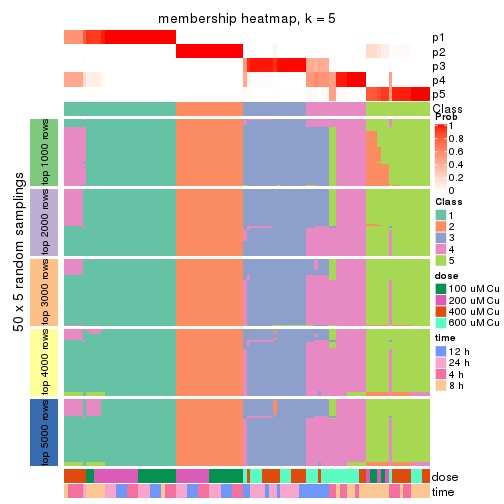 membership heatmap, k = 5
p1
p2
p3
p4
p5
Class
50 x 5 random samplings
top 1000 rows
top 2000 rows
top 3000 rows
top 4000 rows
top 5000 rows
dose
time
Prob
1
0.8
0.6
0.4
0.2
0
Class
1
2
3
4
5
dose
100 uM Cu
200 uM Cu
400 uM Cu
600 uM Cu
time
12 h
24 h
4 h
8 h